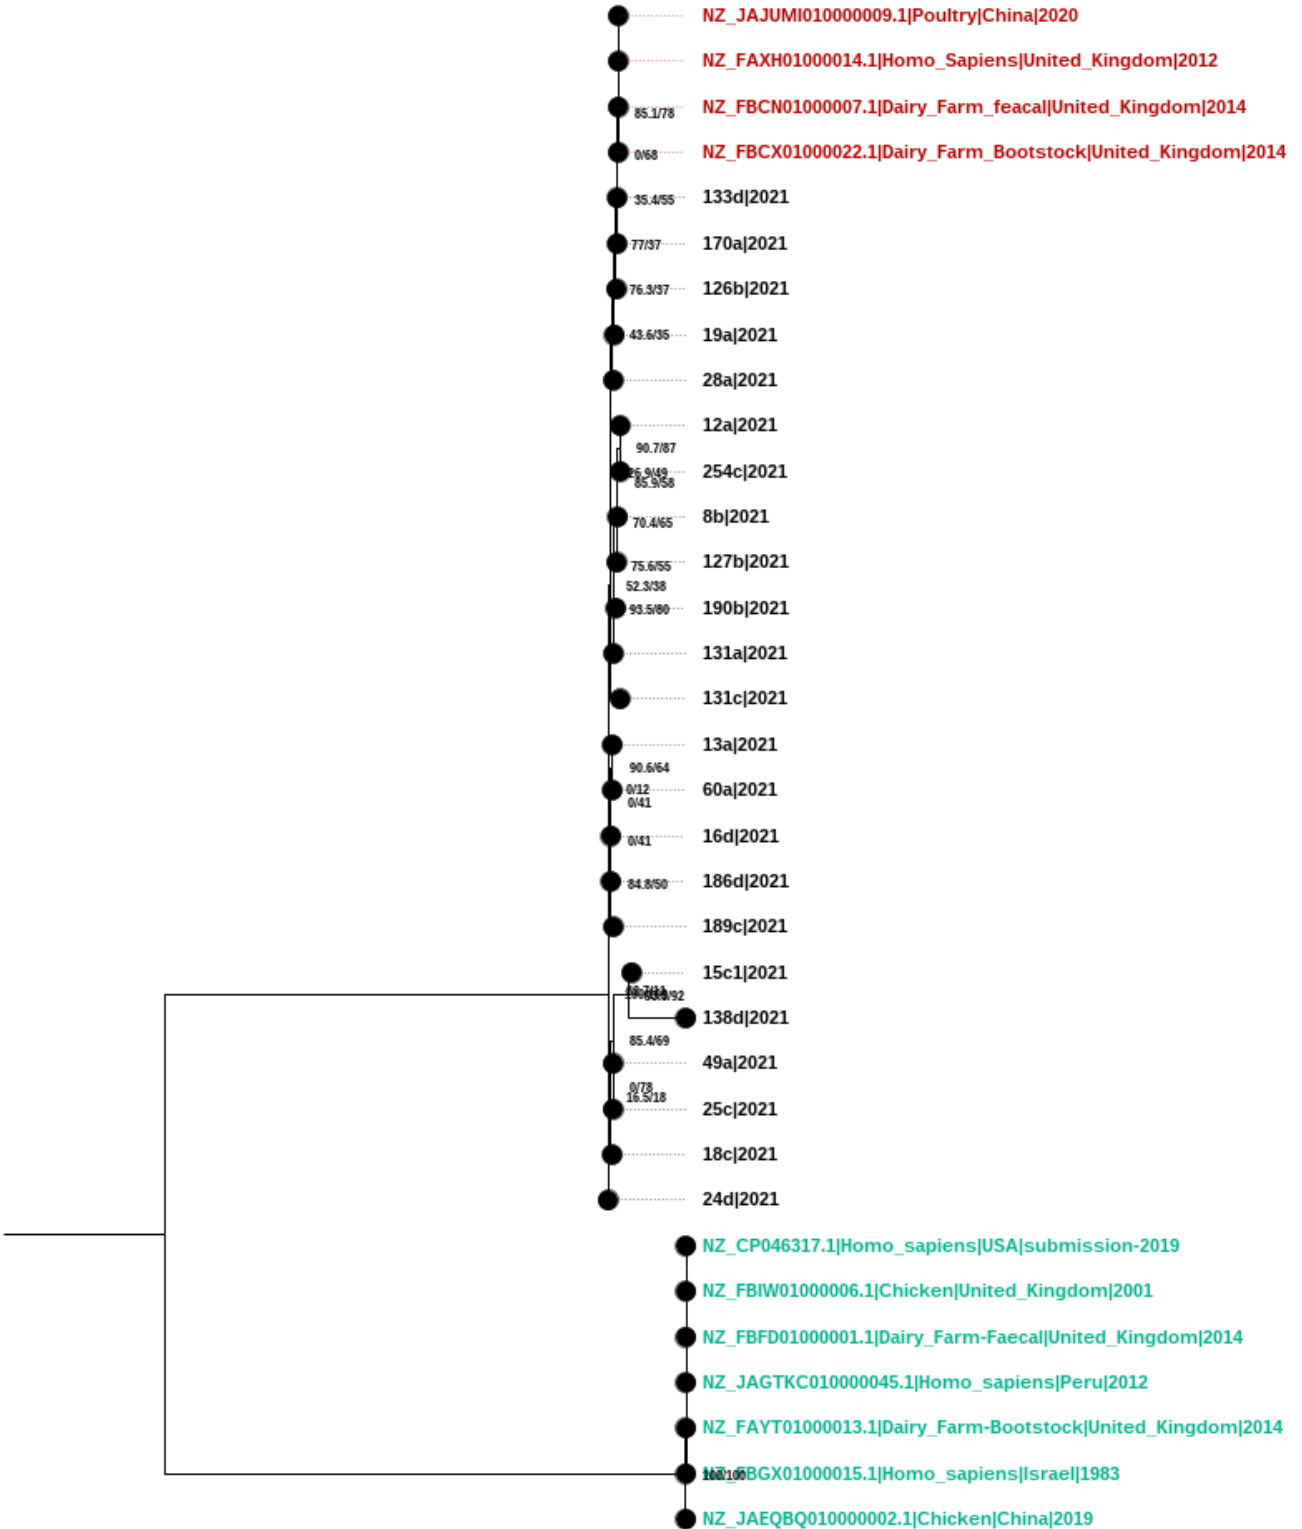 NZ_JAJUMI010000009.1|Poultry|China|2020
NZ_FAXH01000014.1|Homo_Sapiens|United_Kingdom|2012
NZ_FBCN01000007.1|Dairy_Farm_feacal|United_Kingdom|2014
85.1/78
NZ_FBCX01000022.1|Dairy_Farm_Bootstock|United_Kingdom|2014
0/68
133d|2021
35.4/55
170a|2021
77/37
126b|2021
76.3/37
19a|2021
43.6/35
28a|2021
12a|2021
90.7/87
254c|2021
26.9/49
85.9/58
8b|2021
70.4/65
127b|2021
75.6/55
52.3/38
190b|2021
93.5/80
131a|2021
131c|2021
13a|2021
90.6/64
60a|2021
0/12
0/41
16d|2021
0/41
186d|2021
84.8/50
189c|2021
15c1|2021
138d|2021
85.4/69
49a|2021
0/78
16.5/18
25c|2021
18c|2021
24d|2021
NZ_CP046317.1|Homo_sapiens|USA|submission-2019
NZ_FBIW01000006.1|Chicken|United_Kingdom|2001
NZ_FBFD01000001.1|Dairy_Farm-Faecal|United_Kingdom|2014
NZ_JAGTKC010000045.1|Homo_sapiens|Peru|2012
NZ_FAYT01000013.1|Dairy_Farm-Bootstock|United_Kingdom|2014
NZ_FBGX01000015.1|Homo_sapiens|Israel|1983
NZ_JAEQBQ010000002.1|Chicken|China|2019